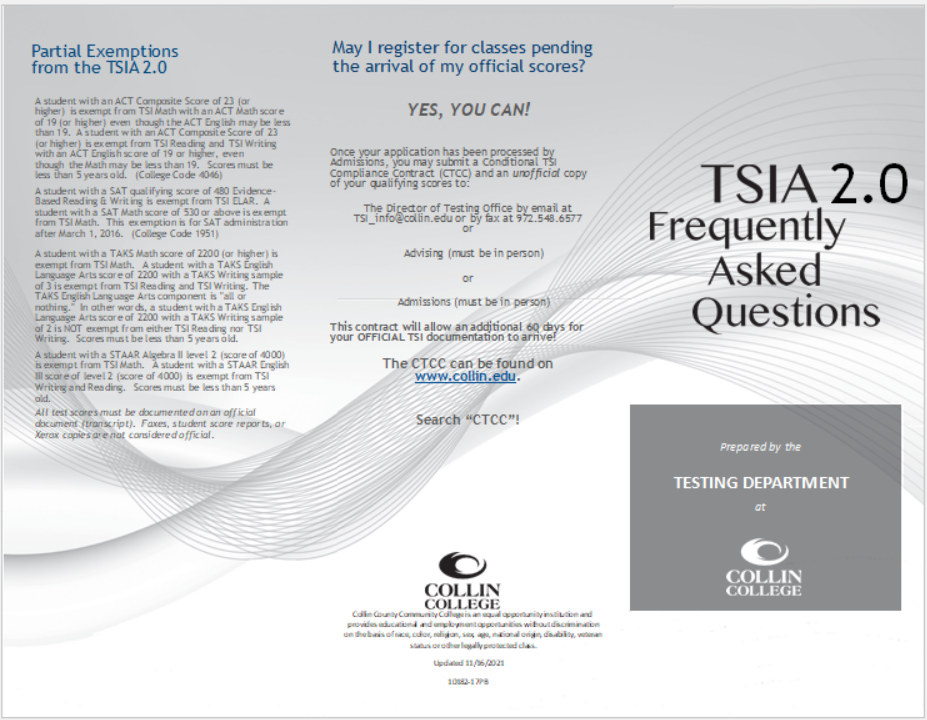 Partial Exemptions
from the TSIA 2.0
A student with an ACT Composite Score of 23 (or
higher) is exempt from TSI Math with an ACT Math score
of 19 (or higher) even though the ACT English may be less
than 19. A student with an ACT Composite Score of 23
(or higher) is exempt from TSI Reading and TSI Writing
with an ACT English score of 19 or higher, even
though the Math may be less than 19. Scores must be
less than 5 years old. (College Code 4046)
A student with a SAT qualifying score of 480 Evidence-
Based Reading & Writing is exempt from TSI ELAR. A
student with a SAT Math score of 530 or above is exempt
from TSI Math. This exemption is for SAT administration
after March 1, 2016. (College Code 1951)
A student with a TAKS Math score of 2200 (or higher) is
exempt from TSI Math. A student with a TAKS English
Language Arts score of 2200 with a TAKS Writing sample
of 3 is exempt from TSI Reading and TSI Writing. The
TAKS English Language Arts component is "all or
nothing." In other words, a student with a TAKS English
Language Arts score of 2200 with a TAKS Writing sample
of 2 is NOT exempt from either TSI Reading nor TSI
Writing. Scores must be less than 5 years old.
A student with a STAAR Algebra II level 2 (score of 4000)
is exempt from TSI Math. A student with a STAAR English
III score of level 2 (score of 4000) is exempt from TSI
Writing and Reading. Scores must be less than 5 years
old.
All test scores must be documented on an official
document (transcript). Faxes, student score reports, or
Xerox copies are not considered official.
May I register for classes pending
the arrival of my official scores?
YES, YOU CAN!
Once your application has been processed by
Admissions, you may submit a Conditional TSI
Compliance Contract (CTCC) and an unofficial copy
of your qualifying scores to:
The Director of Testing Office by email at
TSI_info@collin.edu or by fax at 972.548.6577
or
Advising (must be in person)
or
Admissions (must be in person)
This contract will allow an additional 60 days for
your OFFICIAL TSI documentation to arrive!
The CTCC can be found on
www.collin.edu.
Search “CTCC”!
COLLIN
COLLEGE
Collin County Community College is an equal opportunity institution and
provides educational and employment opportunities without discrimination
on the basis of race, color, religion, sex, age, national origin, disability, veteran
status or other legally protected class.
Updated 11/16/2021
10182-17PB
TSIA 2.0
Frequently
Asked
Questions
Prepared by the
TESTING DEPARTMENT
at
COLLIN
COLLEGE